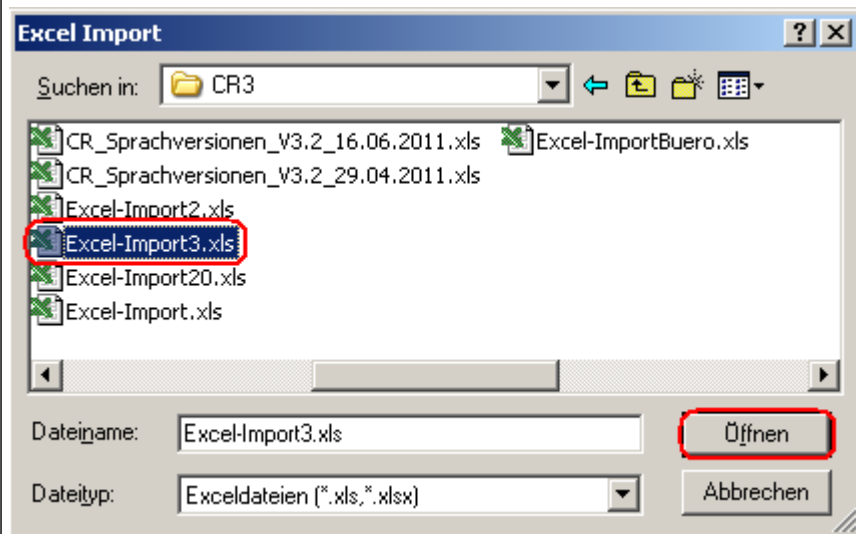 Excel Import
Suchen in: CR3
CR_Sprachversionen_V3.2_16.06.2011.xls Excel-ImportBuero.xls
CR_Sprachversionen_V3.2_29.04.2011.xls
Excel-Import2.xls
Excel-Import3.xls
Excel-Import20.xls
Excel-Import.xls
Dateiname: Excel-Import3.xls Öffnen
Dateityp: Exceldateien (*.xls,*.xlsx) Abbrechen